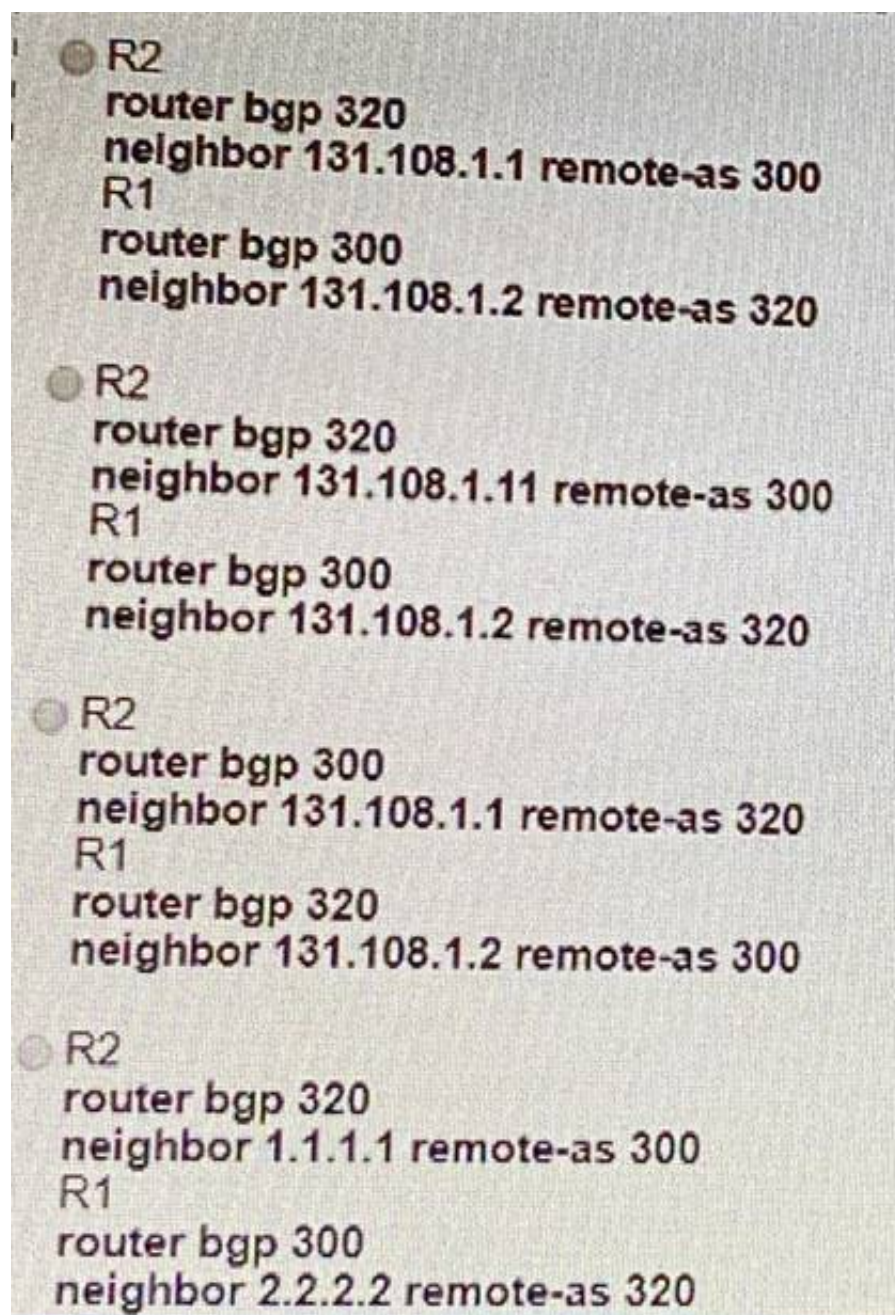 R2
router bgp 320
neighbor 131.108.1.1 remote-as 300
R1
router bgp 300
neighbor 131.108.1.2 remote-as 320
R2
router bgp 320
neighbor 131.108.1.11 remote-as 300
R1
router bgp 300
neighbor 131.108.1.2 remote-as 320
R2
router bgp 300
neighbor 131.108.1.1 remote-as 320
R1
router bgp 320
neighbor 131.108.1.2 remote-as 300
R2
router bgp 320
neighbor 1.1.1.1 remote-as 300
R1
router bgp 300
neighbor 2.2.2.2 remote-as 320